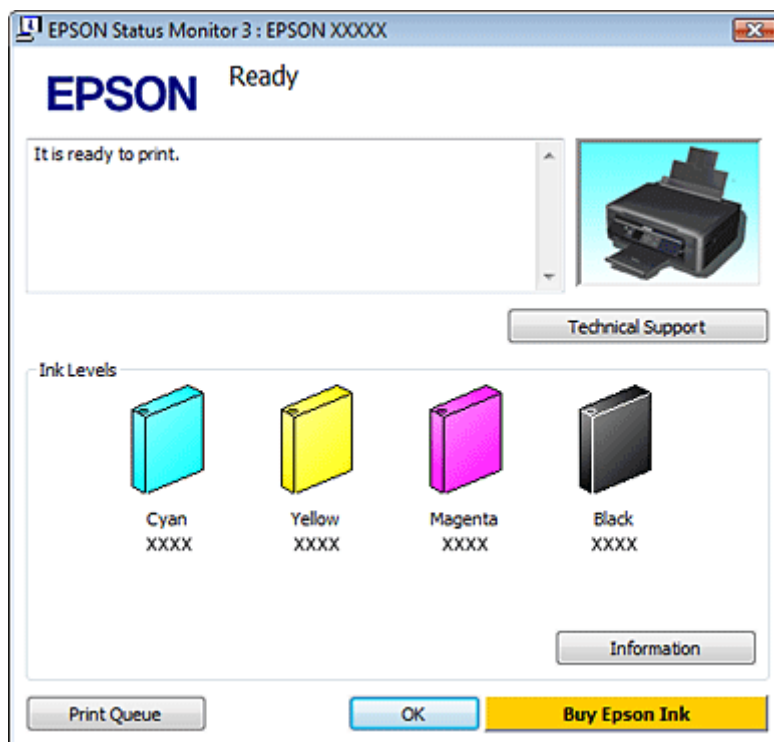 EPSON Status Monitor 3 : EPSON XXXXX
EPSON
Ready
It is ready to print.
Technical Support
Ink Levels
Cyan
Yellow
Magenta
Black
XXXX
XXXX
XXXX
XXXX
Information
Print Queue
OK
Buy Epson Ink